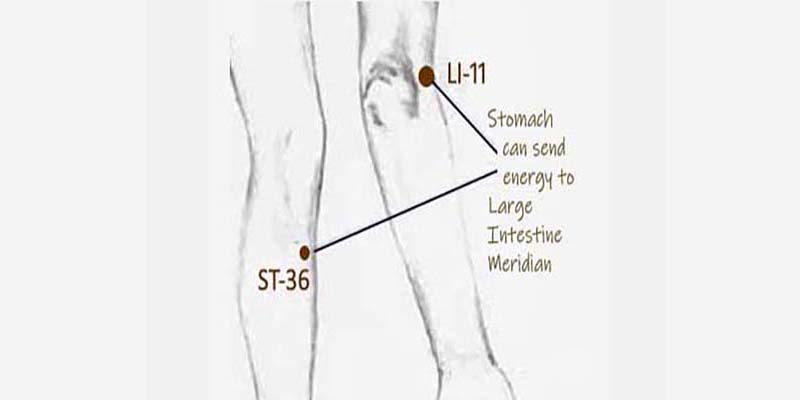 LI-11
Stomach
can send
energy to
Large
Intestine
Meridian
ST-36